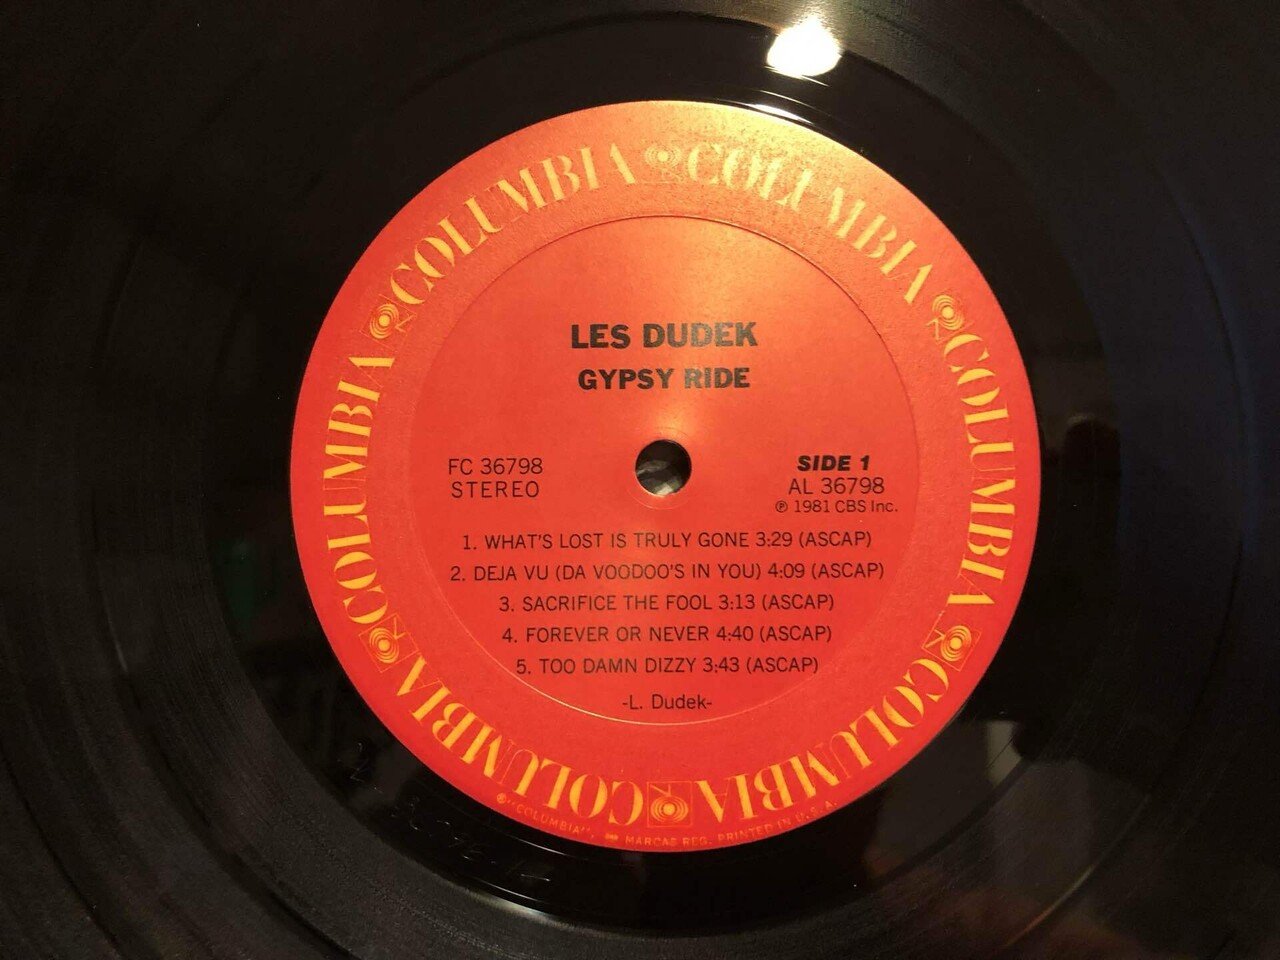 COLUMBIA COLUMBIA COLUMBIA COLUMBIA COLUMBIA COLUMBIA
LES DUDEK
GYPSY RIDE
FC 36798
STEREO
SIDE 1
AL 36798
℗ 1981 CBS Inc.
1. WHAT'S LOST IS TRULY GONE 3:29 (ASCAP)
2. DEJA VU (DA VOODOO'S IN YOU) 4:09 (ASCAP)
3. SACRIFICE THE FOOL 3:13 (ASCAP)
4. FOREVER OR NEVER 4:40 (ASCAP)
5. TOO DAMN DIZZY 3:43 (ASCAP)
-L. Dudek-
®"COLUMBIA", MARCAS REG. PRINTED IN U.S.A.